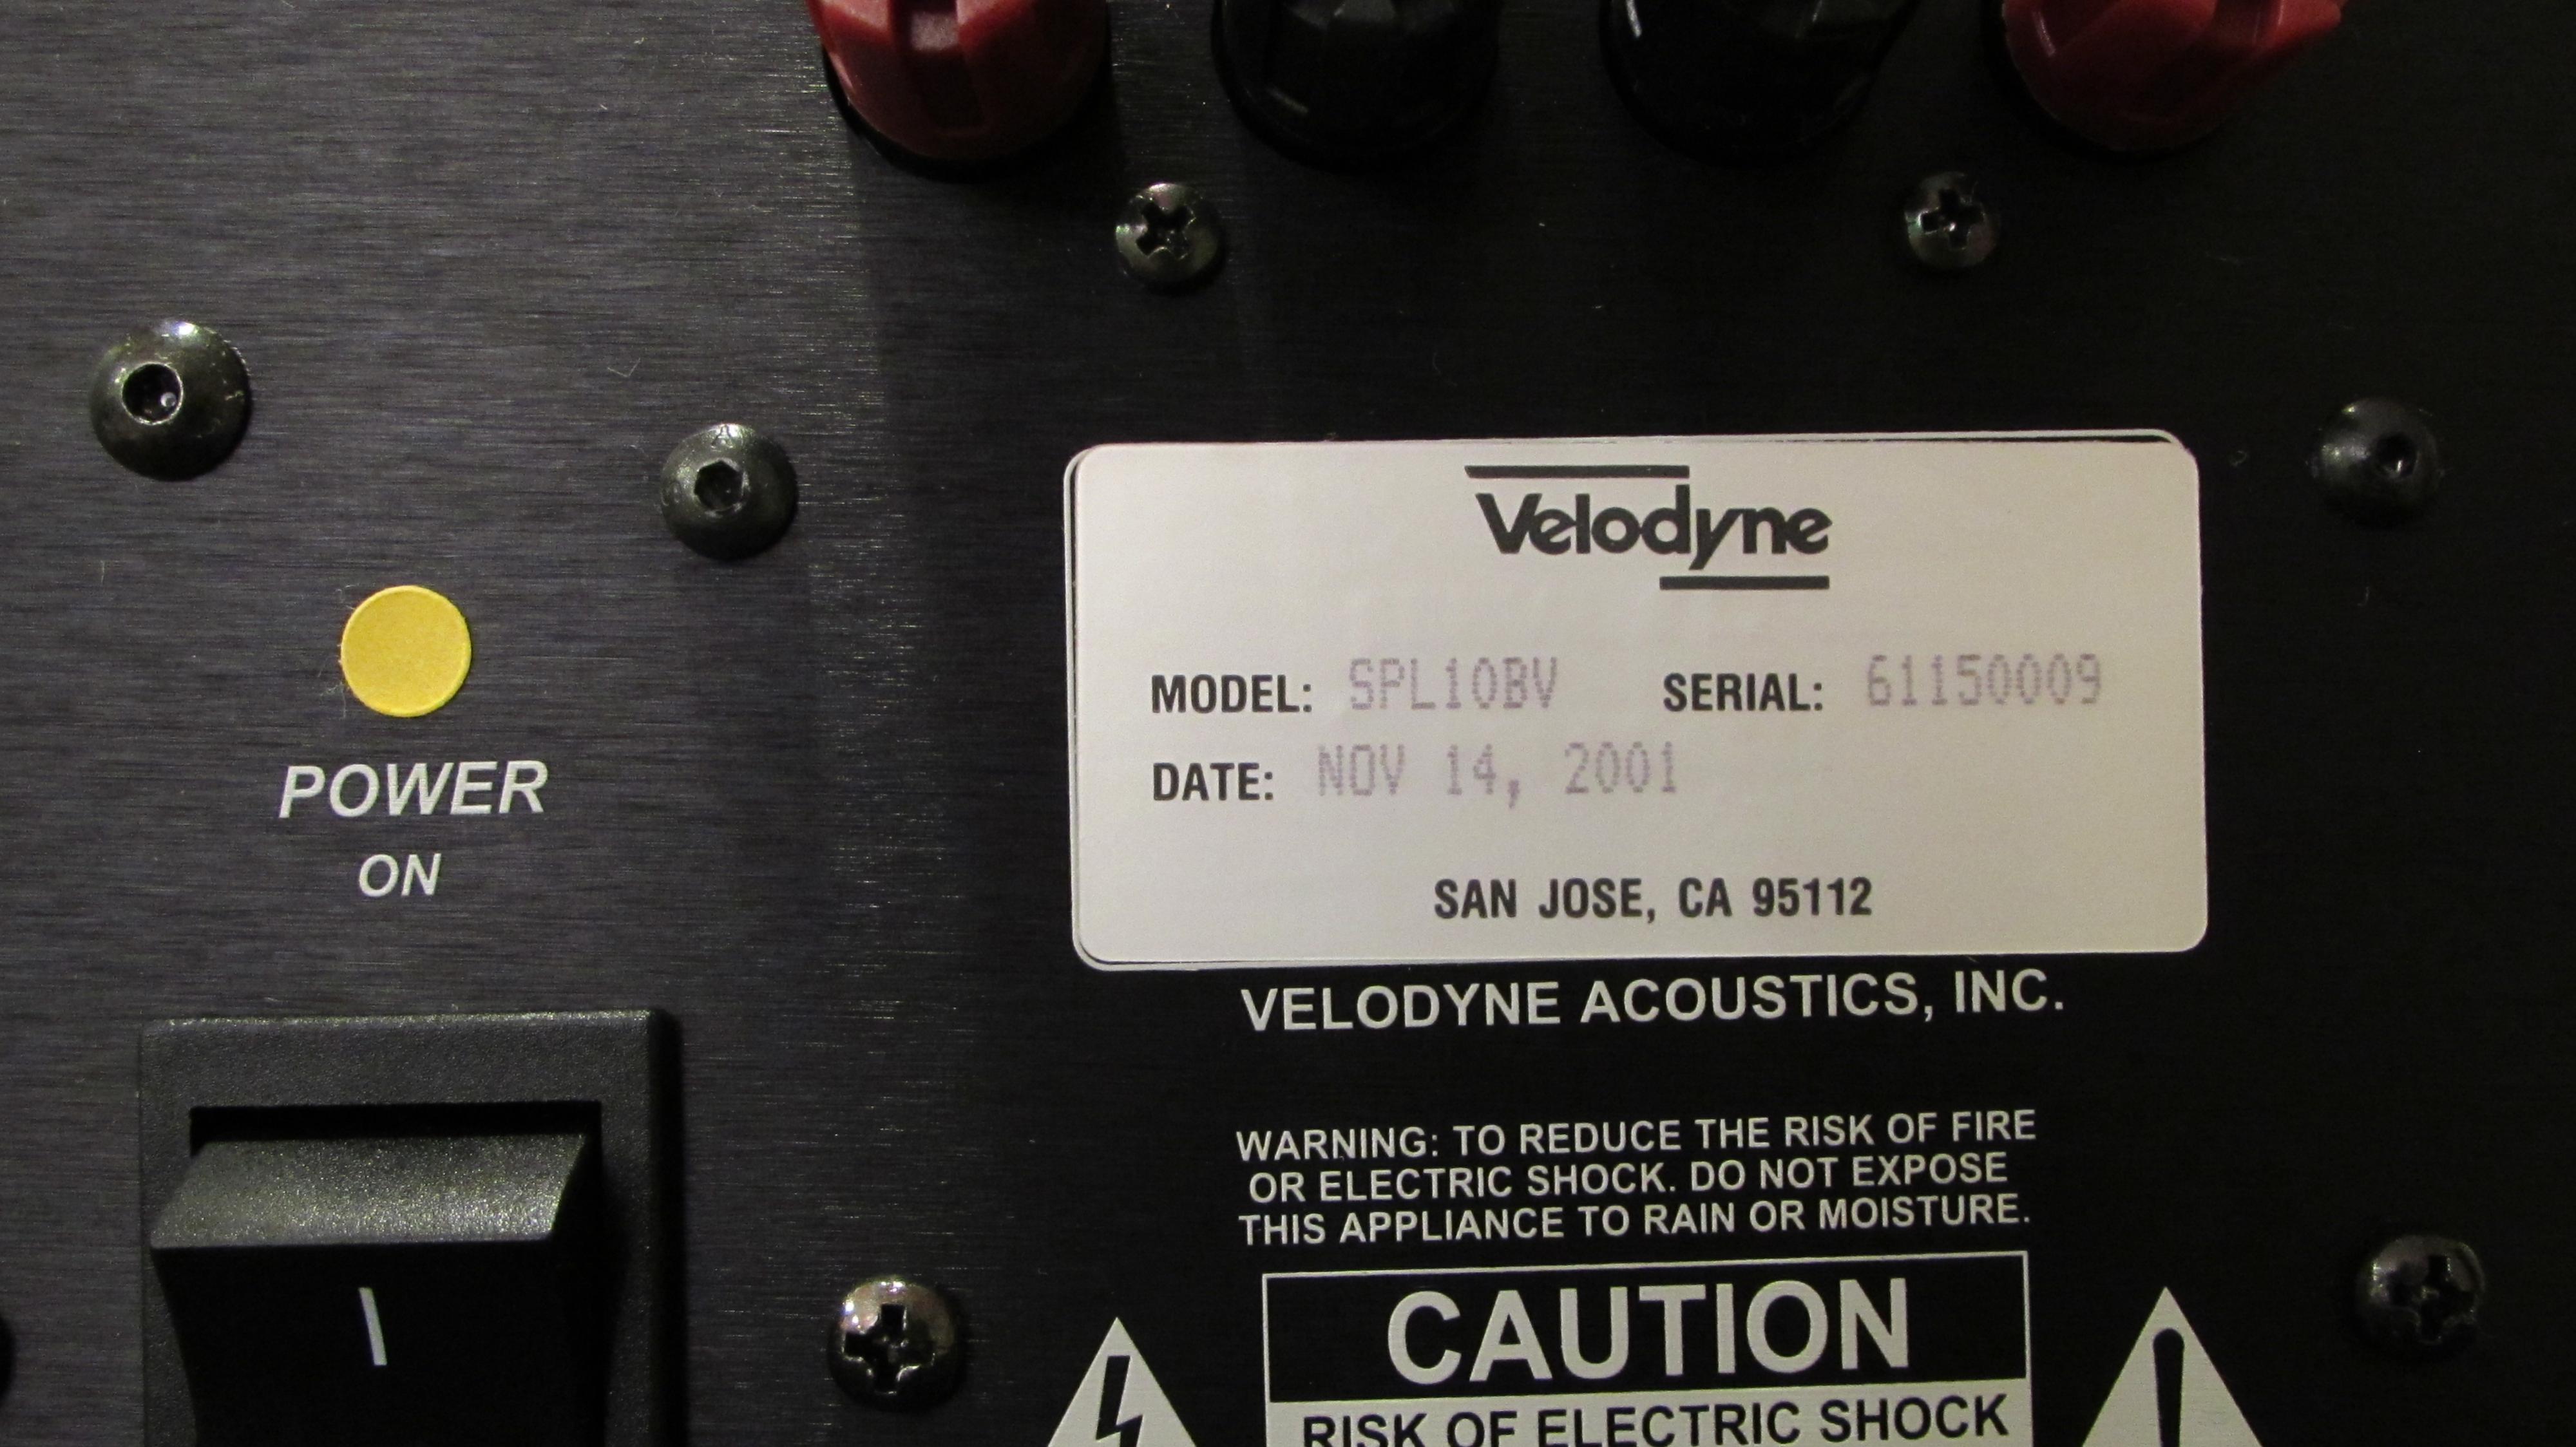 Velodyne
MODEL: SPL10BV SERIAL: 61150009
DATE: NOV 14, 2001
SAN JOSE, CA 95112
VELODYNE ACOUSTICS, INC.
POWER
ON
I
WARNING: TO REDUCE THE RISK OF FIRE
OR ELECTRIC SHOCK. DO NOT EXPOSE
THIS APPLIANCE TO RAIN OR MOISTURE.
CAUTION
RISK OF ELECTRIC SHOCK